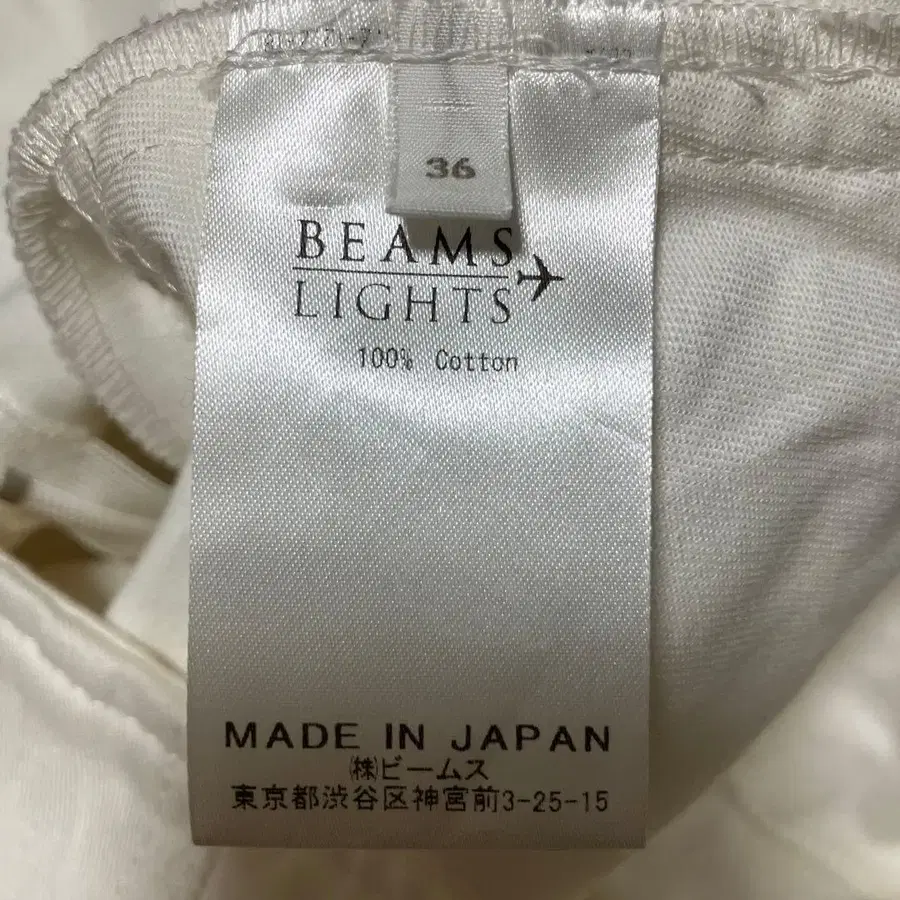 36
BEAMS
LIGHTS
100% Cotton
MADE IN JAPAN
㈱ビームス
東京都渋谷区神宮前3-25-15